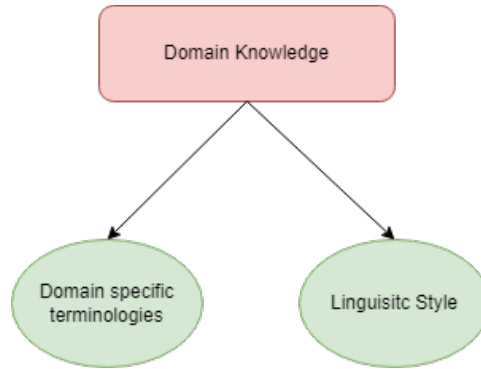 Domain Knowledge
Domain specific
terminologies
Linguisitc Style